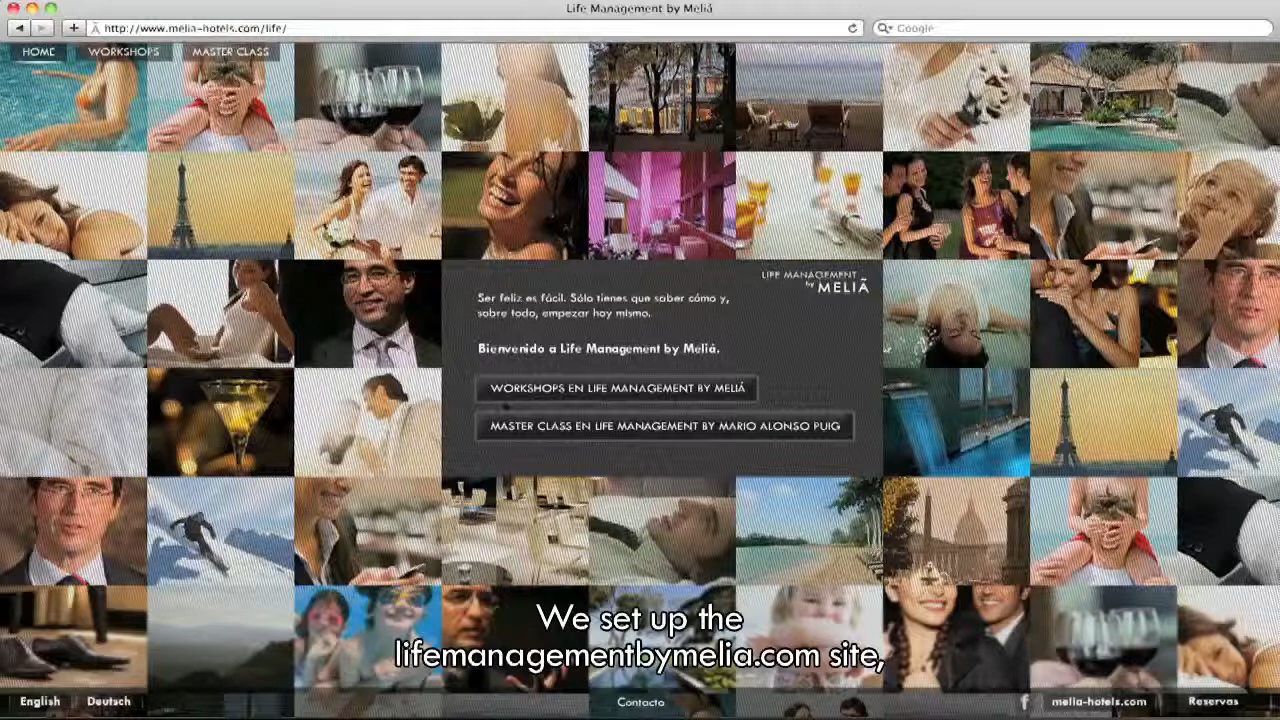 Life Management by Meliá
http://www.melia-hotels.com/life/
Google
HOME
WORKSHOPS
MASTER CLASS
LIFE MANAGEMENT
by MELIÃ
Ser feliz es fácil. Sólo tienes que saber cómo y,
sobre todo, empezar hoy mismo.
Bienvenido a Life Management by Meliá.
WORKSHOPS EN LIFE MANAGEMENT BY MELIÁ
MASTER CLASS EN LIFE MANAGEMENT BY MARIO ALONSO PUIG
We set up the
lifemanagementbymelia.com site,
English
Deutsch
Contacto
f
melia-hotels.com
Reservas